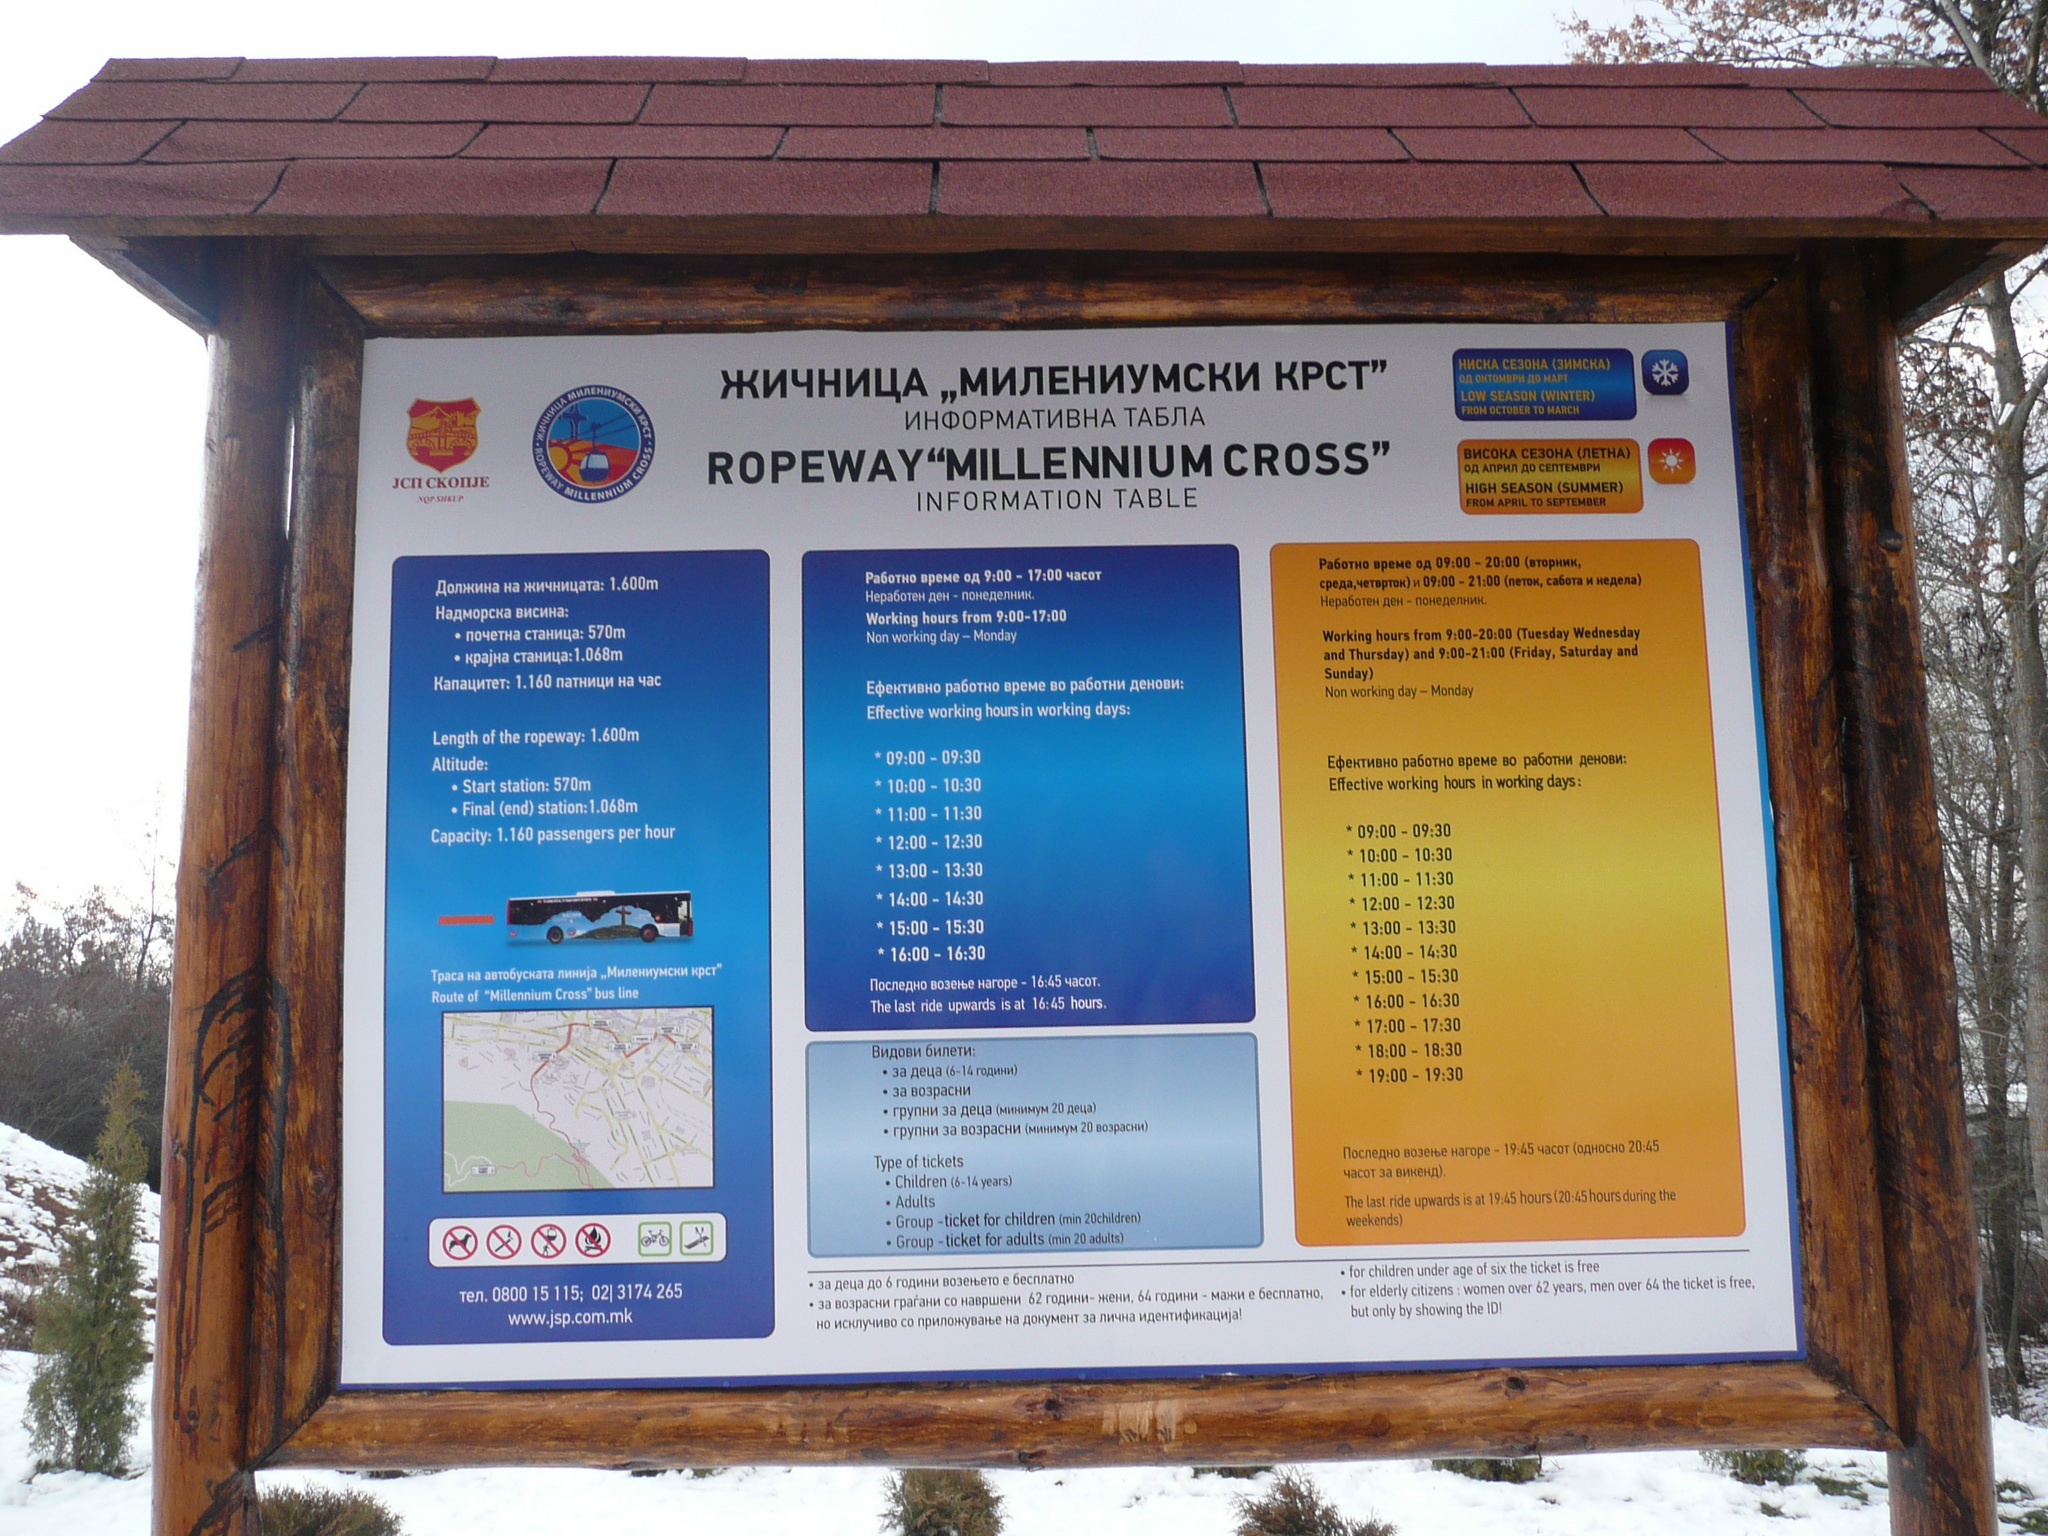 ЖИЧНИЦА „МИЛЕНИУМСКИ КРСТ”
ИНФОРМАТИВНА ТАБЛА
ROPEWAY“MILLENNIUM CROSS”
INFORMATION TABLE
ЈСП СКОПЈЕ
NQP-SHKUP
ЖИЧНИЦА МИЛЕНИУМСКИ КРСТ
ROPEWAY MILLENNIUM CROSS
НИСКА СЕЗОНА (ЗИМСКА)
ОД ОКТОМВРИ ДО МАРТ
LOW SEASON (WINTER)
FROM OCTOBER TO MARCH
ВИСОКА СЕЗОНА (ЛЕТНА)
ОД АПРИЛ ДО СЕПТЕМВРИ
HIGH SEASON (SUMMER)
FROM APRIL TO SEPTEMBER
Должина на жичницата: 1.600m
Надморска висина:
• почетна станица: 570m
• крајна станица:1.068m
Капацитет: 1.160 патници на час
Length of the ropeway: 1.600m
Altitude:
• Start station: 570m
• Final (end) station:1.068m
Capacity: 1.160 passengers per hour
Траса на автобуската линија „Милениумски крст”
Route of “Millennium Cross” bus line
тел. 0800 15 115; 02| 3174 265
www.jsp.com.mk
Работно време од 9:00 - 17:00 часот
Неработен ден - понеделник.
Working hours from 9:00-17:00
Non working day – Monday
Ефективно работно време во работни денови:
Effective working hours in working days:
* 09:00 - 09:30
* 10:00 - 10:30
* 11:00 - 11:30
* 12:00 - 12:30
* 13:00 - 13:30
* 14:00 - 14:30
* 15:00 - 15:30
* 16:00 - 16:30
Последно возење нагоре - 16:45 часот.
The last ride upwards is at 16:45 hours.
Видови билети:
• за деца (6-14 години)
• за возрасни
• групни за деца (минимум 20 деца)
• групни за возрасни (минимум 20 возрасни)
Type of tickets
• Children (6-14 years)
• Adults
• Group -ticket for children (min 20children)
• Group -ticket for adults (min 20 adults)
Работно време од 09:00 - 20:00 (вторник,
среда,четврток) и 09:00 - 21:00 (петок, сабота и недела)
Неработен ден - понеделник.
Working hours from 9:00-20:00 (Tuesday Wednesday
and Thursday) and 9:00-21:00 (Friday, Saturday and
Sunday)
Non working day – Monday
Ефективно работно време во работни денови:
Effective working hours in working days:
* 09:00 - 09:30
* 10:00 - 10:30
* 11:00 - 11:30
* 12:00 - 12:30
* 13:00 - 13:30
* 14:00 - 14:30
* 15:00 - 15:30
* 16:00 - 16:30
* 17:00 - 17:30
* 18:00 - 18:30
* 19:00 - 19:30
Последно возење нагоре - 19:45 часот (односно 20:45
часот за викенд).
The last ride upwards is at 19:45 hours (20:45 hours during the
weekends)
• за деца до 6 години возењето е бесплатно
• за возрасни граѓани со навршени 62 години- жени, 64 години - мажи е бесплатно,
но исклучиво со приложување на документ за лична идентификација!
• for children under age of six the ticket is free
• for elderly citizens : women over 62 years, men over 64 the ticket is free,
but only by showing the ID!